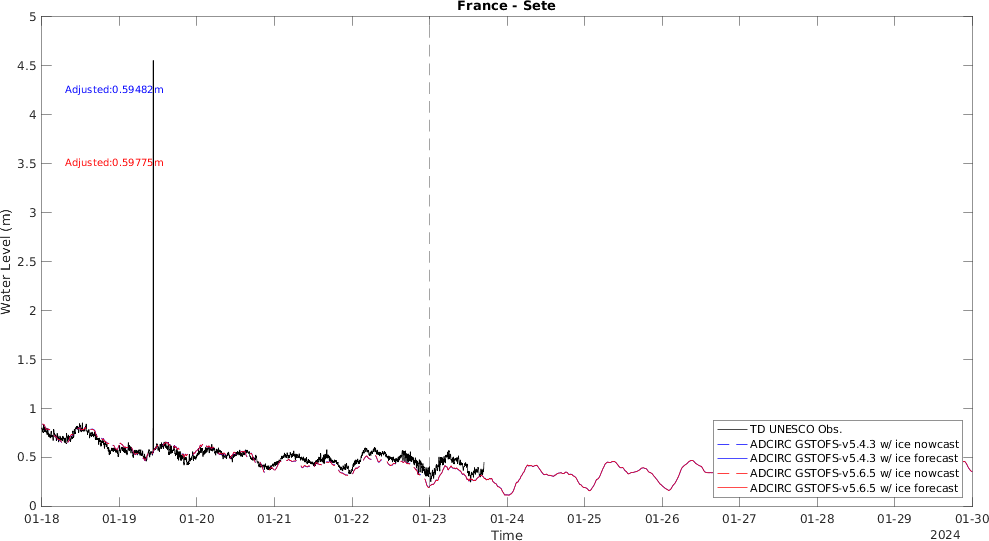 France - Sete
5
4.5
4
3.5
3
2.5
2
1.5
1
0.5
0
Water Level (m)
Adjusted:0.59482m
Adjusted:0.59775m
TD UNESCO Obs.
ADCIRC GSTOFS-v5.4.3 w/ ice nowcast
ADCIRC GSTOFS-v5.4.3 w/ ice forecast
ADCIRC GSTOFS-v5.6.5 w/ ice nowcast
ADCIRC GSTOFS-v5.6.5 w/ ice forecast
01-18 01-19 01-20 01-21 01-22 01-23 01-24 01-25 01-26 01-27 01-28 01-29 01-30
Time
2024